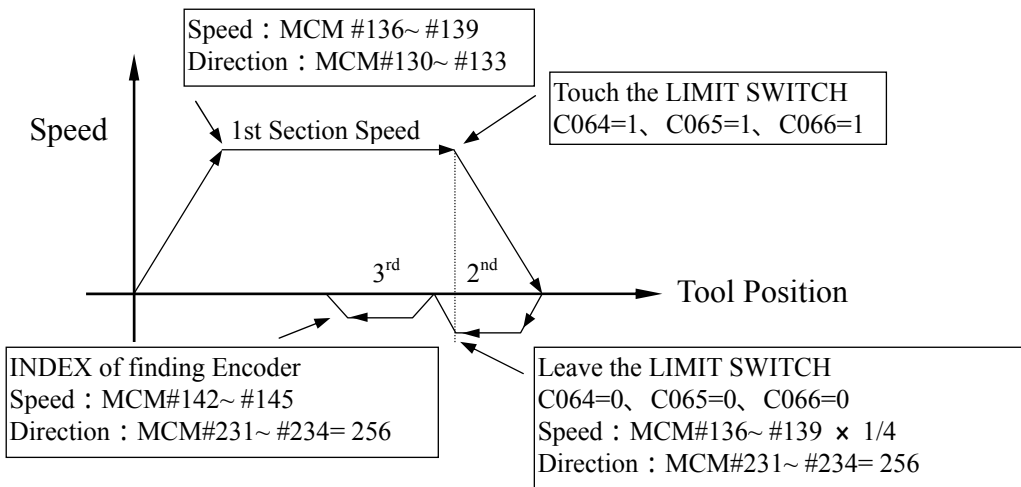 Speed：MCM #136~ #139
Direction：MCM#130~ #133
Touch the LIMIT SWITCH
C064=1、C065=1、C066=1
Speed
1st Section Speed
3rd
2nd
Tool Position
INDEX of finding Encoder
Speed：MCM#142~ #145
Direction：MCM#231~ #234= 256
Leave the LIMIT SWITCH
C064=0、C065=0、C066=0
Speed：MCM#136~ #139 × 1/4
Direction：MCM#231~ #234= 256